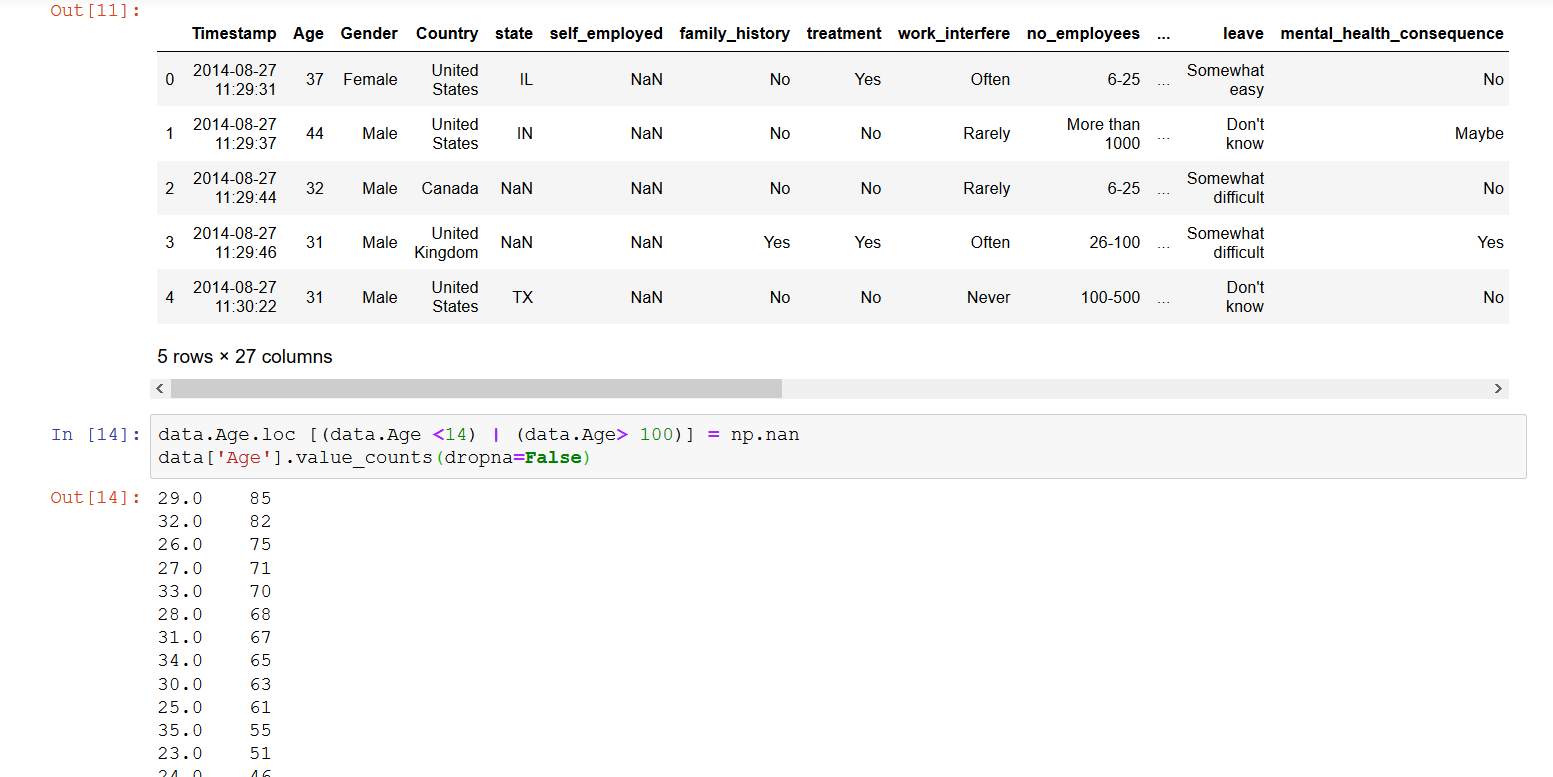 Out[11]:
Timestamp Age Gender Country state self_employed family_history treatment work_interfere no_employees ... leave mental_health_consequence
0 2014-08-27 11:29:31 37 Female United States IL NaN No Yes Often 6-25 ... Somewhat easy No
1 2014-08-27 11:29:37 44 Male United States IN NaN No No Rarely More than 1000 ... Don't know Maybe
2 2014-08-27 11:29:44 32 Male Canada NaN NaN No No Rarely 6-25 ... Somewhat difficult No
3 2014-08-27 11:29:46 31 Male United Kingdom NaN NaN Yes Yes Often 26-100 ... Somewhat difficult Yes
4 2014-08-27 11:30:22 31 Male United States TX NaN No No Never 100-500 ... Don't know No
5 rows × 27 columns
In [14]: data.Age.loc [(data.Age <14) | (data.Age> 100)] = np.nan
data['Age'].value_counts(dropna=False)
Out[14]: 29.0 85
32.0 82
26.0 75
27.0 71
33.0 70
28.0 68
31.0 67
34.0 65
30.0 63
25.0 61
35.0 55
23.0 51
24.0 46